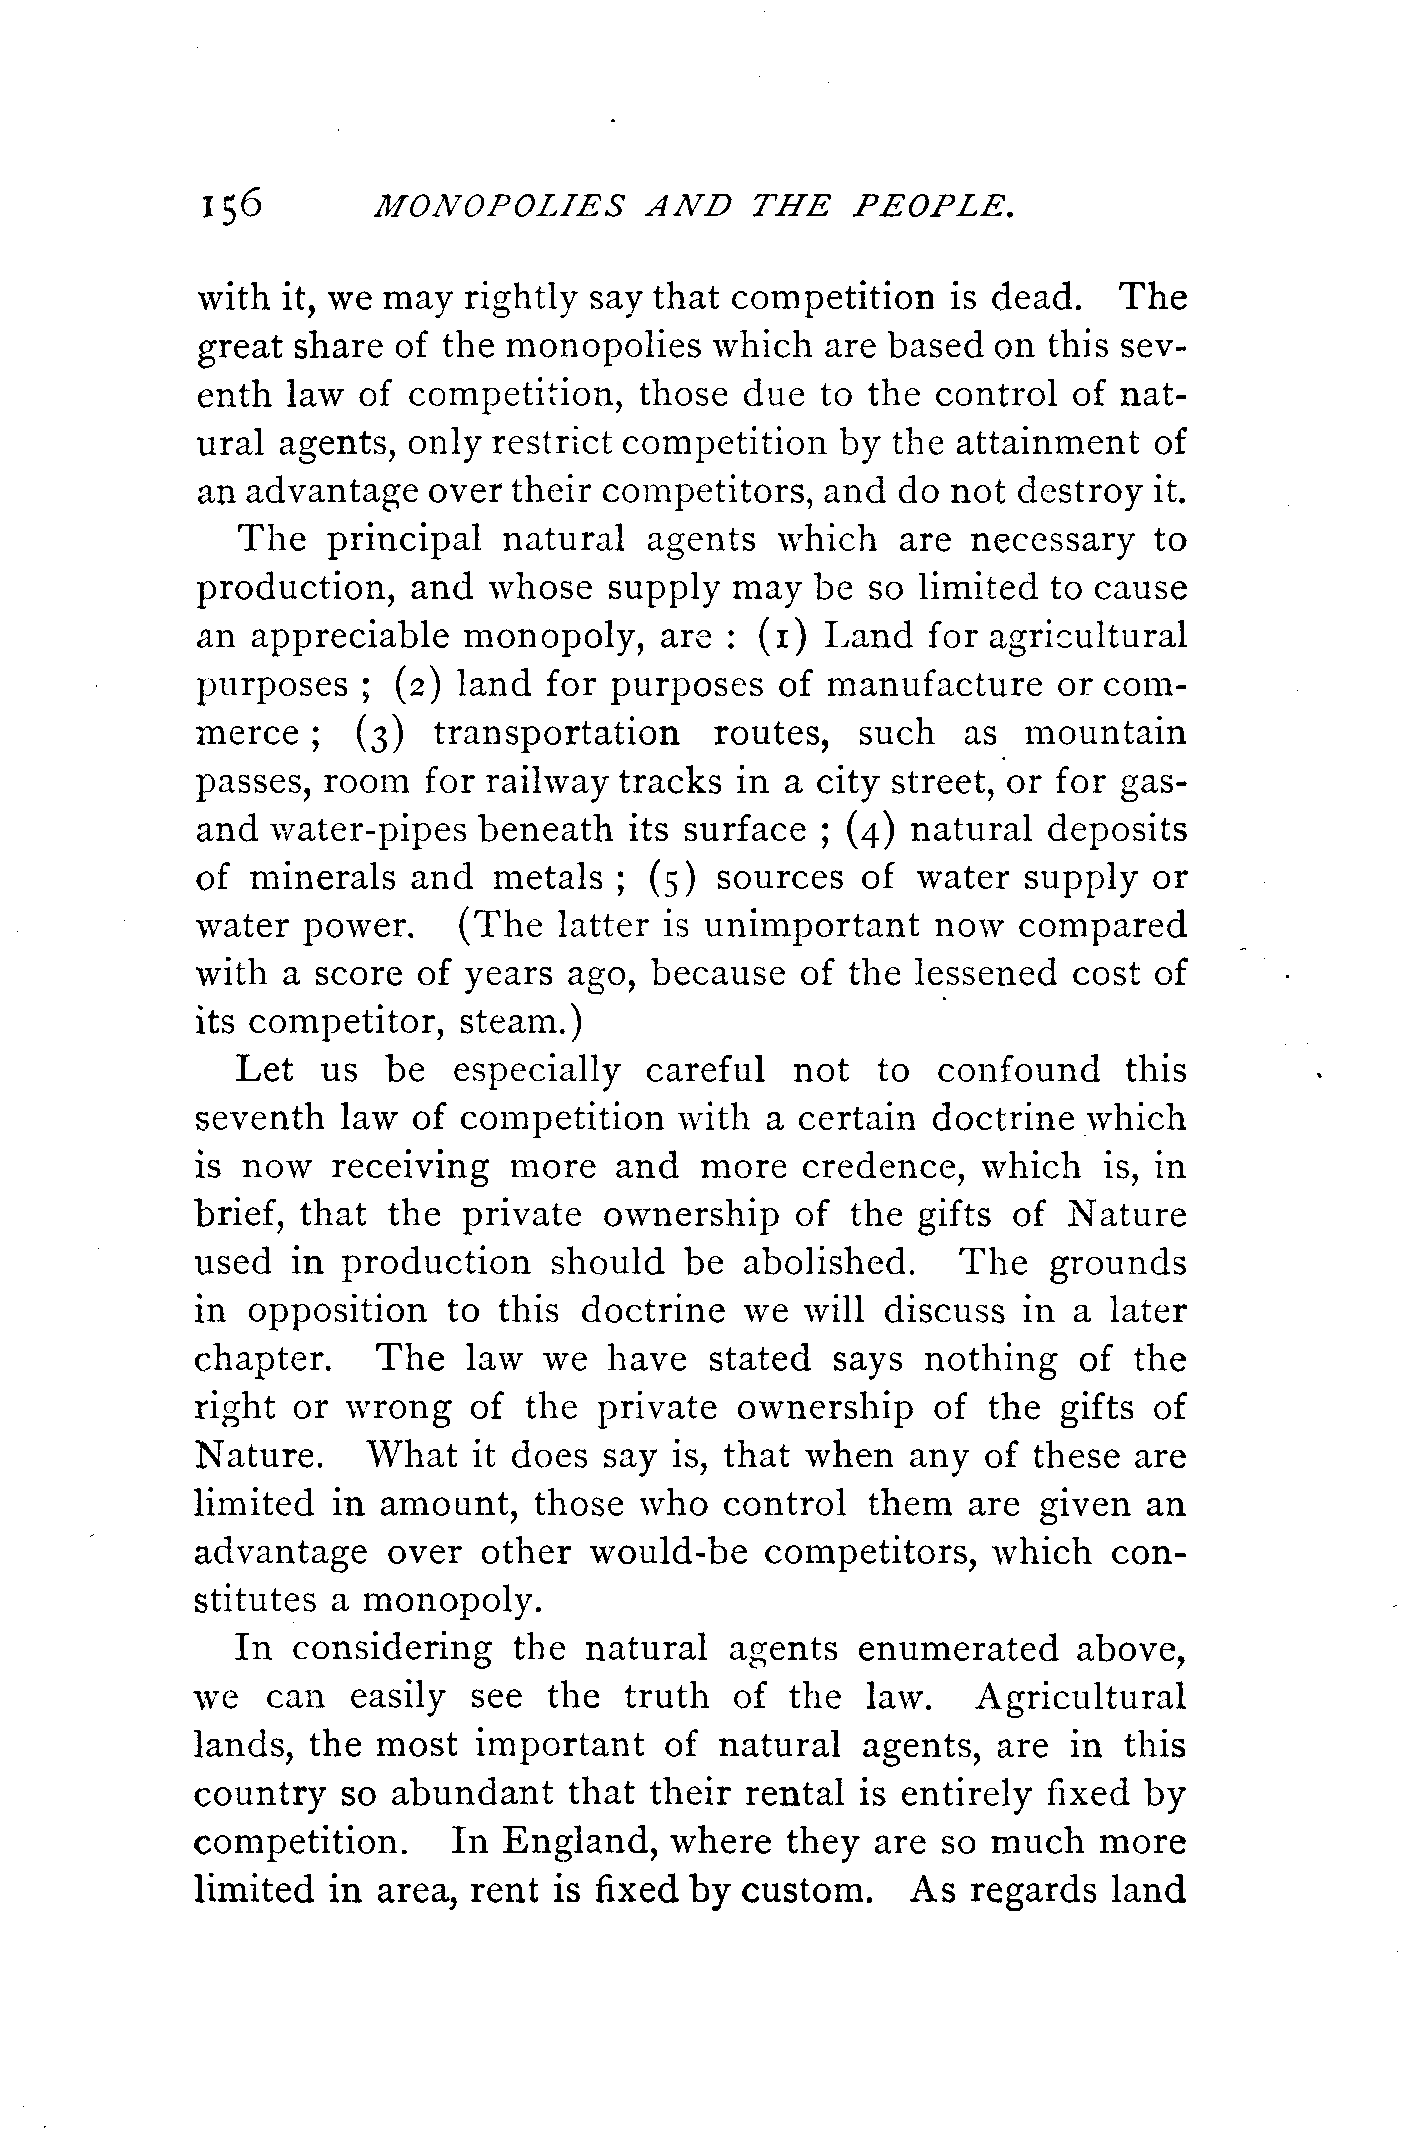 156 MONOPOLIES AND THE PEOPLE.
with it, we may rightly say that competition is dead. The
great share of the monopolies which are based on this sev-
enth law of competition, those due to the control of nat-
ural agents, only restrict competition by the attainment of
an advantage over their competitors, and do not destroy it.
The principal natural agents which are necessary to
production, and whose supply may be so limited to cause
an appreciable monopoly, are : (1) Land for agricultural
purposes ; (2) land for purposes of manufacture or com-
merce ; (3) transportation routes, such as mountain
passes, room for railway tracks in a city street, or for gas-
and water-pipes beneath its surface ; (4) natural deposits
of minerals and metals ; (5) sources of water supply or
water power. (The latter is unimportant now compared
with a score of years ago, because of the lessened cost of
its competitor, steam.)
Let us be especially careful not to confound this
seventh law of competition with a certain doctrine which
is now receiving more and more credence, which is, in
brief, that the private ownership of the gifts of Nature
used in production should be abolished. The grounds
in opposition to this doctrine we will discuss in a later
chapter. The law we have stated says nothing of the
right or wrong of the private ownership of the gifts of
Nature. What it does say is, that when any of these are
limited in amount, those who control them are given an
advantage over other would-be competitors, which con-
stitutes a monopoly.
In considering the natural agents enumerated above,
we can easily see the truth of the law. Agricultural
lands, the most important of natural agents, are in this
country so abundant that their rental is entirely fixed by
competition. In England, where they are so much more
limited in area, rent is fixed by custom. As regards land